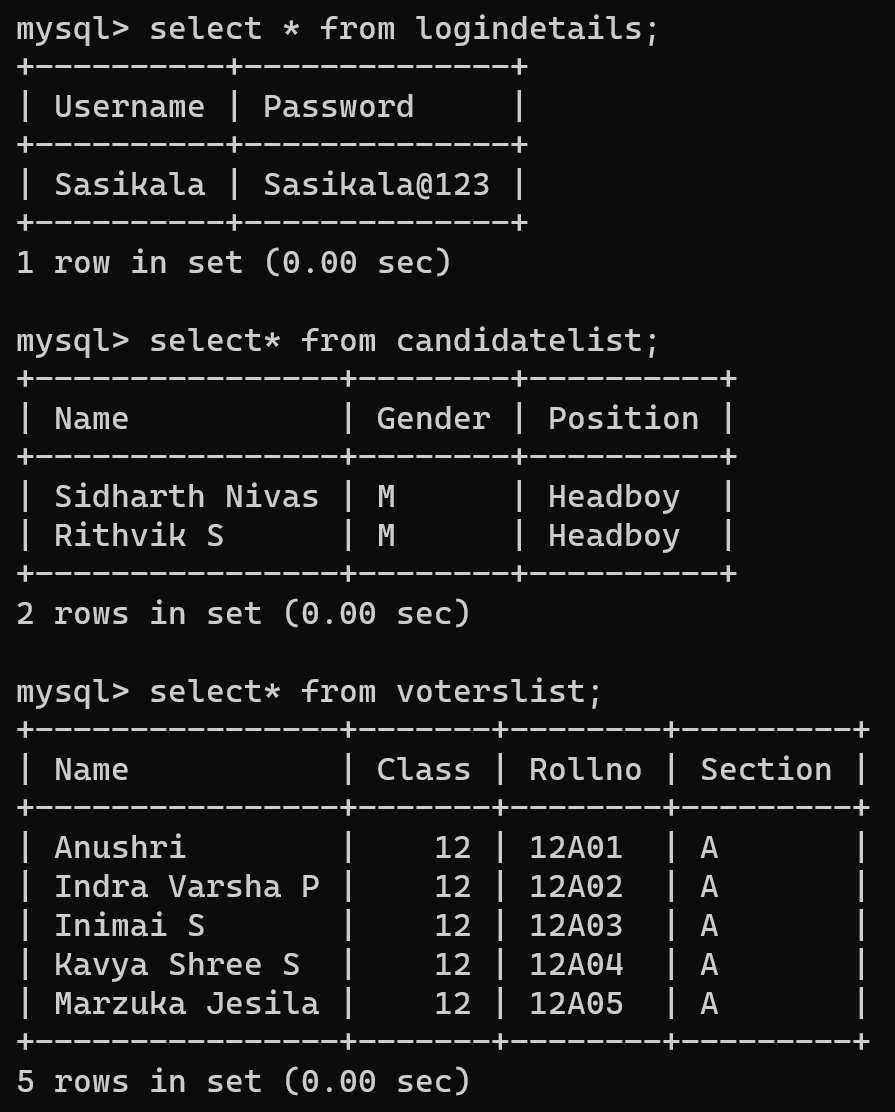 mysql> select * from logindetails;
+----------+--------------+
| Username | Password     |
+----------+--------------+
| Sasikala | Sasikala@123 |
+----------+--------------+
1 row in set (0.00 sec)

mysql> select* from candidatelist;
+----------------+--------+----------+
| Name           | Gender | Position |
+----------------+--------+----------+
| Sidharth Nivas | M      | Headboy  |
| Rithvik S      | M      | Headboy  |
+----------------+--------+----------+
2 rows in set (0.00 sec)

mysql> select* from voterslist;
+----------------+-------+--------+---------+
| Name           | Class | Rollno | Section |
+----------------+-------+--------+---------+
| Anushri        |    12 | 12A01  | A       |
| Indra Varsha P |    12 | 12A02  | A       |
| Inimai S       |    12 | 12A03  | A       |
| Kavya Shree S  |    12 | 12A04  | A       |
| Marzuka Jesila |    12 | 12A05  | A       |
+----------------+-------+--------+---------+
5 rows in set (0.00 sec)